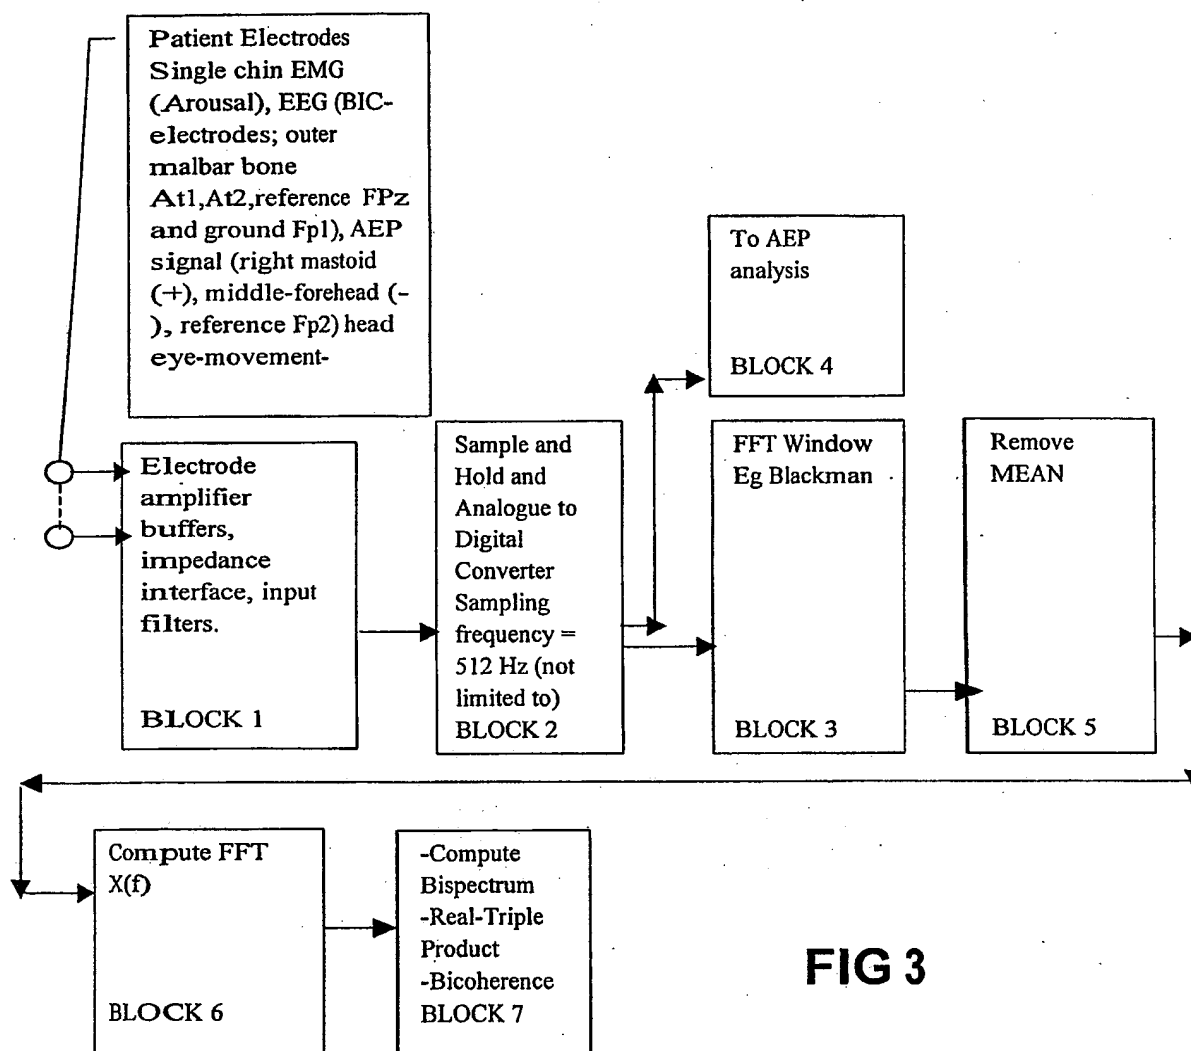 Patient Electrodes
Single chin EMG
(Arousal), EEG (BIC-
electrodes; outer
malbar bone
At1,At2,reference FPz
and ground Fp1), AEP
signal (right mastoid
(+), middle-forehead (-
), reference Fp2) head
eye-movement-
To AEP
analysis
BLOCK 4
Electrode
amplifier
buffers,
impedance
interface, input
filters.
BLOCK 1
Sample and
Hold and
Analogue to
Digital
Converter
Sampling
frequency =
512 Hz (not
limited to)
BLOCK 2
FFT Window
Eg Blackman
BLOCK 3
Remove
MEAN
BLOCK 5
Compute FFT
X(f)
BLOCK 6
-Compute
Bispectrum
-Real-Triple
Product
-Bicoherence
BLOCK 7
FIG 3